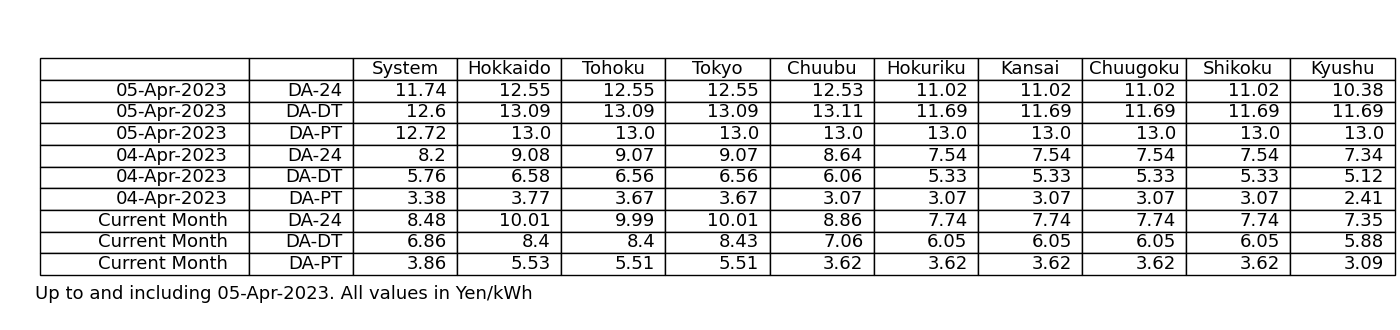 System Hokkaido Tohoku Tokyo Chuubu Hokuriku Kansai Chuugoku Shikoku Kyushu
05-Apr-2023 DA-24 11.74 12.55 12.55 12.55 12.53 11.02 11.02 11.02 11.02 10.38
05-Apr-2023 DA-DT 12.6 13.09 13.09 13.09 13.11 11.69 11.69 11.69 11.69 11.69
05-Apr-2023 DA-PT 12.72 13.0 13.0 13.0 13.0 13.0 13.0 13.0 13.0 13.0
04-Apr-2023 DA-24 8.2 9.08 9.07 9.07 8.64 7.54 7.54 7.54 7.54 7.34
04-Apr-2023 DA-DT 5.76 6.58 6.56 6.56 6.06 5.33 5.33 5.33 5.33 5.12
04-Apr-2023 DA-PT 3.38 3.77 3.67 3.67 3.07 3.07 3.07 3.07 3.07 2.41
Current Month DA-24 8.48 10.01 9.99 10.01 8.86 7.74 7.74 7.74 7.74 7.35
Current Month DA-DT 6.86 8.4 8.4 8.43 7.06 6.05 6.05 6.05 6.05 5.88
Current Month DA-PT 3.86 5.53 5.51 5.51 3.62 3.62 3.62 3.62 3.62 3.09
Up to and including 05-Apr-2023. All values in Yen/kWh